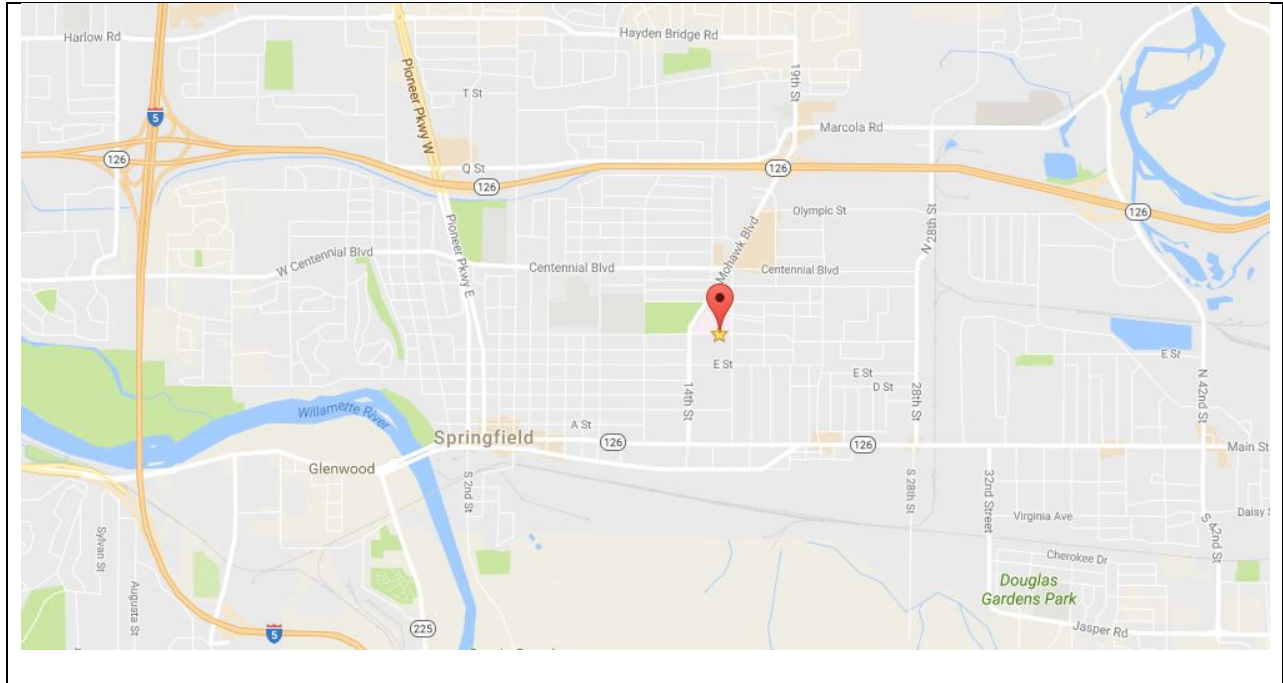 Harlow Rd
Hayden Bridge Rd
Pioneer Pkwy W
19th St
T St
5
Marcola Rd
126
Q St
126
126
126
Olympic St
N 28th St
Pioneer Pkwy E
Mohawk Blvd
W Centennial Blvd
Centennial Blvd
Centennial Blvd
E St
E St
E St
D St
14th St
28th St
N 42nd St
Willamette River
A St
Springfield
126
126
Main St
Glenwood
S 2nd St
S 28th St
32nd Street
Virginia Ave
Daisy
S 42nd St
Sylvan St
Augusta St
Cherokee Dr
Douglas
Gardens Park
Jasper Rd
5
225